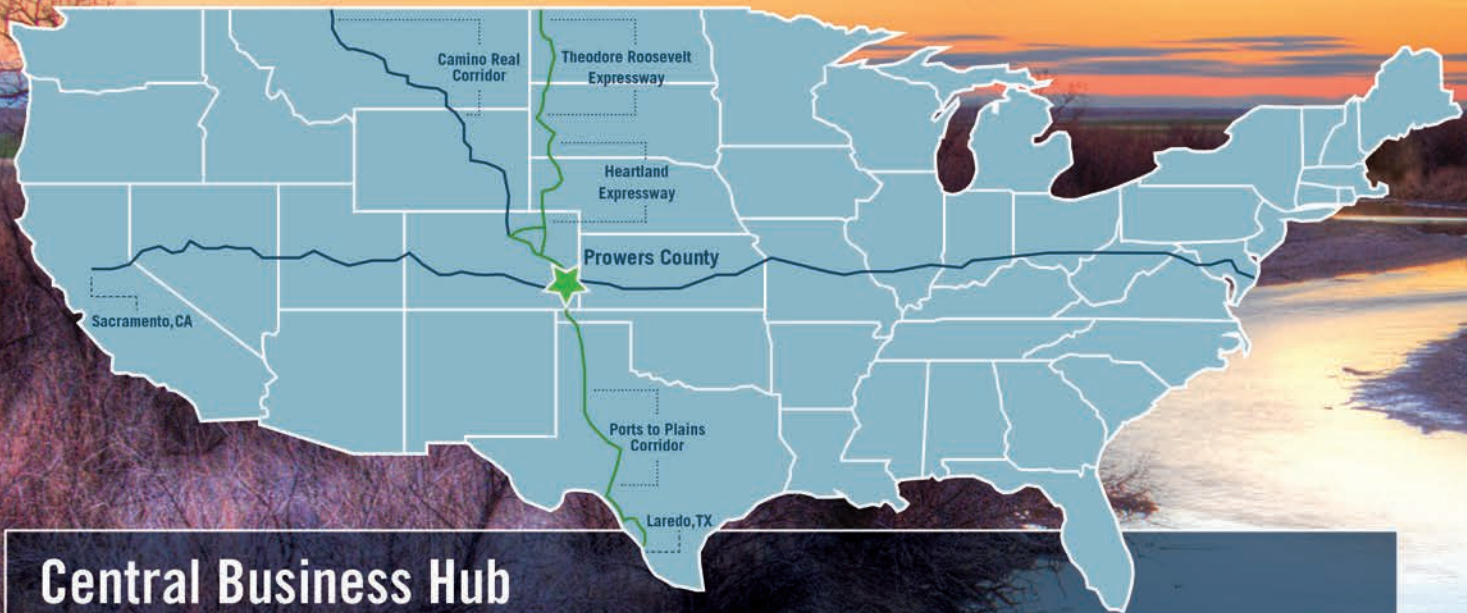 Camino Real
Corridor
Theodore Roosevelt
Expressway
Heartland
Expressway
Prowers County
Sacramento, CA
Ports to Plains
Corridor
Laredo, TX
Central Business Hub